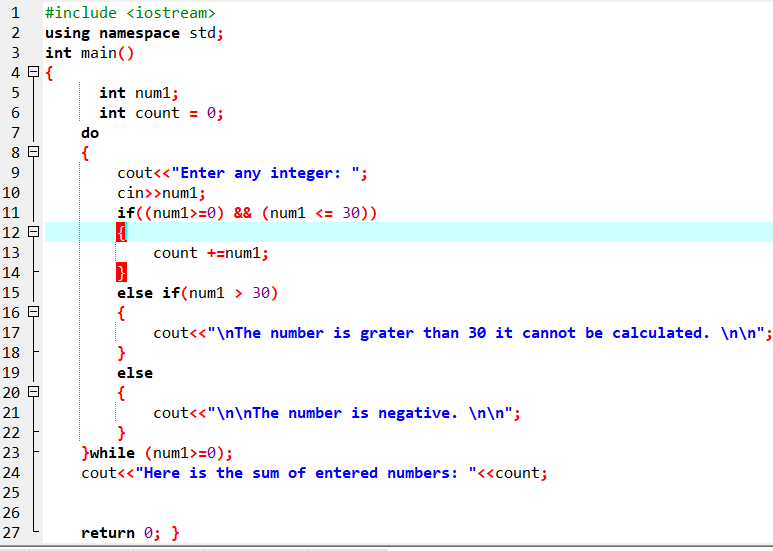 1 #include <iostream>
2 using namespace std;
3 int main()
4 {
5 int num1;
6 int count = 0;
7 do
8 {
9 cout<<"Enter any integer: ";
10 cin>>num1;
11 if((num1>=0) && (num1 <= 30))
12 {
13 count +=num1;
14 }
15 else if(num1 > 30)
16 {
17 cout<<"\nThe number is grater than 30 it cannot be calculated. \n\n";
18 }
19 else
20 {
21 cout<<"\n\nThe number is negative. \n\n";
22 }
23 }while (num1>=0);
24 cout<<"Here is the sum of entered numbers: "<<count;
25
26
27 return 0; }